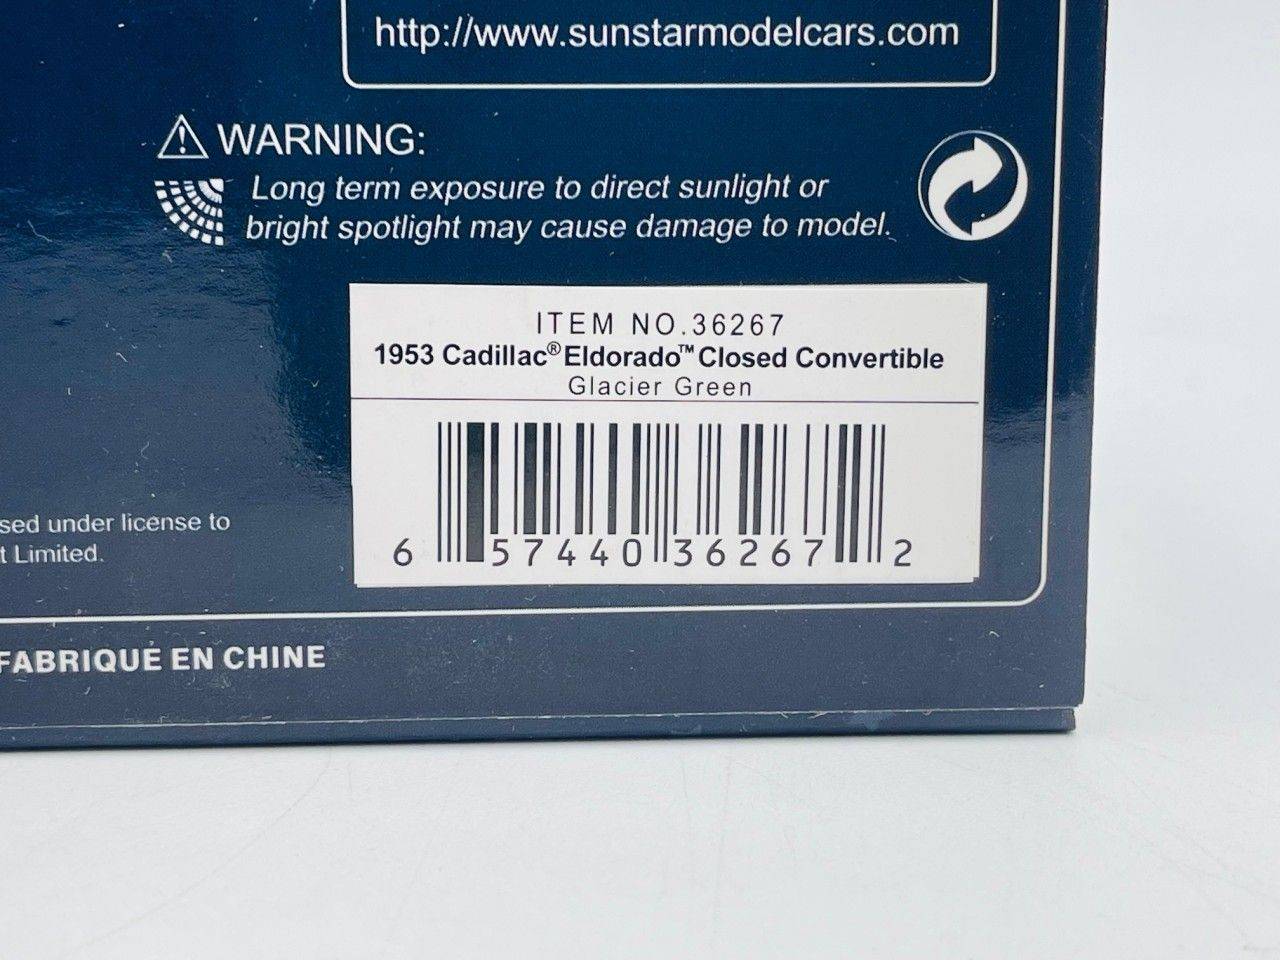 http://www.sunstarmodelcars.com
WARNING:
Long term exposure to direct sunlight or
bright spotlight may cause damage to model.
ITEM NO.36267
1953 Cadillac® Eldorado™ Closed Convertible
Glacier Green
6 57440 36267 2
sed under license to
t Limited.
FABRIQUÉ EN CHINE